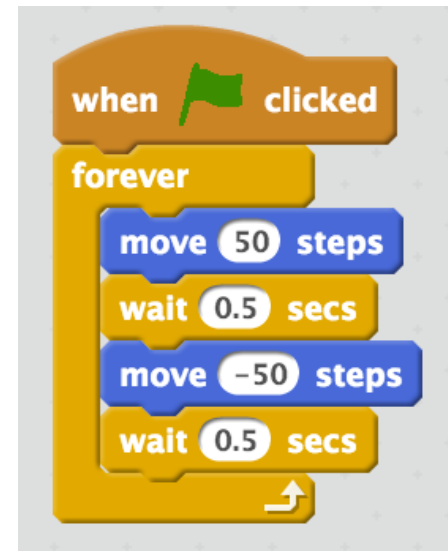 when clicked
forever
move 50 steps
wait 0.5 secs
move -50 steps
wait 0.5 secs